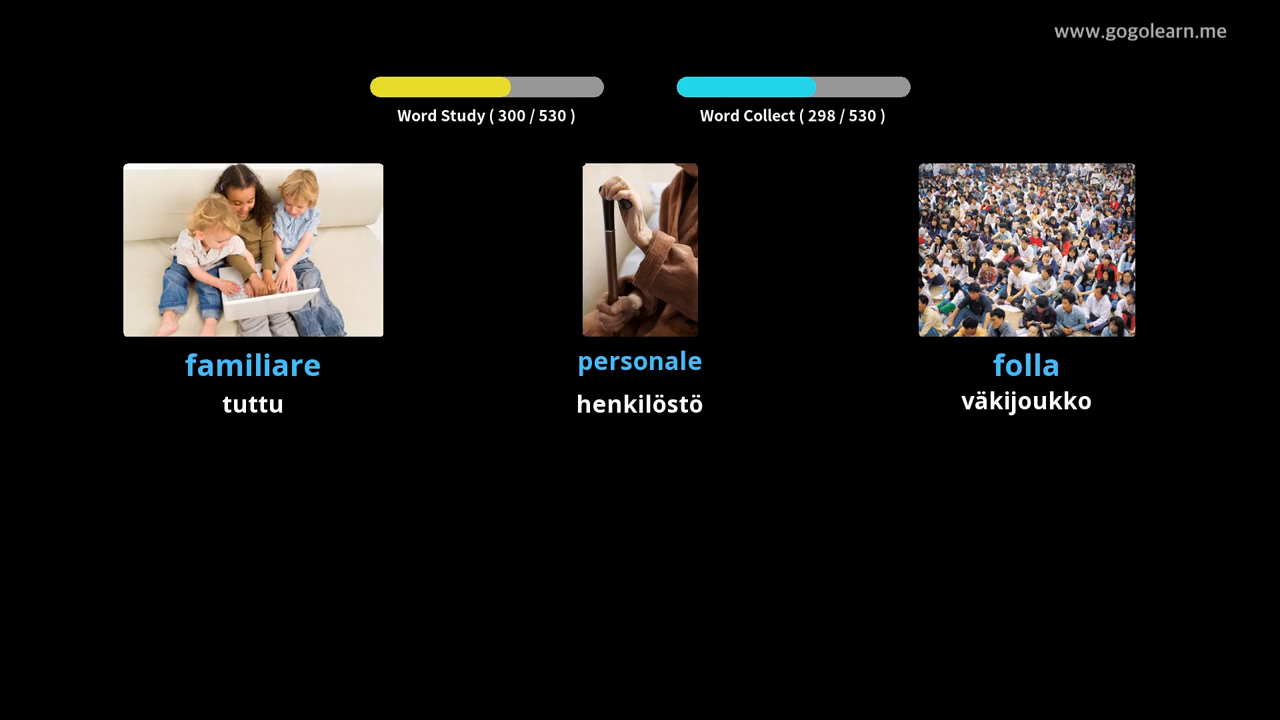 www.gogolearn.me
Word Study ( 300 / 530 )
Word Collect ( 298 / 530 )
familiare
tuttu
personale
henkilöstö
folla
väkijoukko